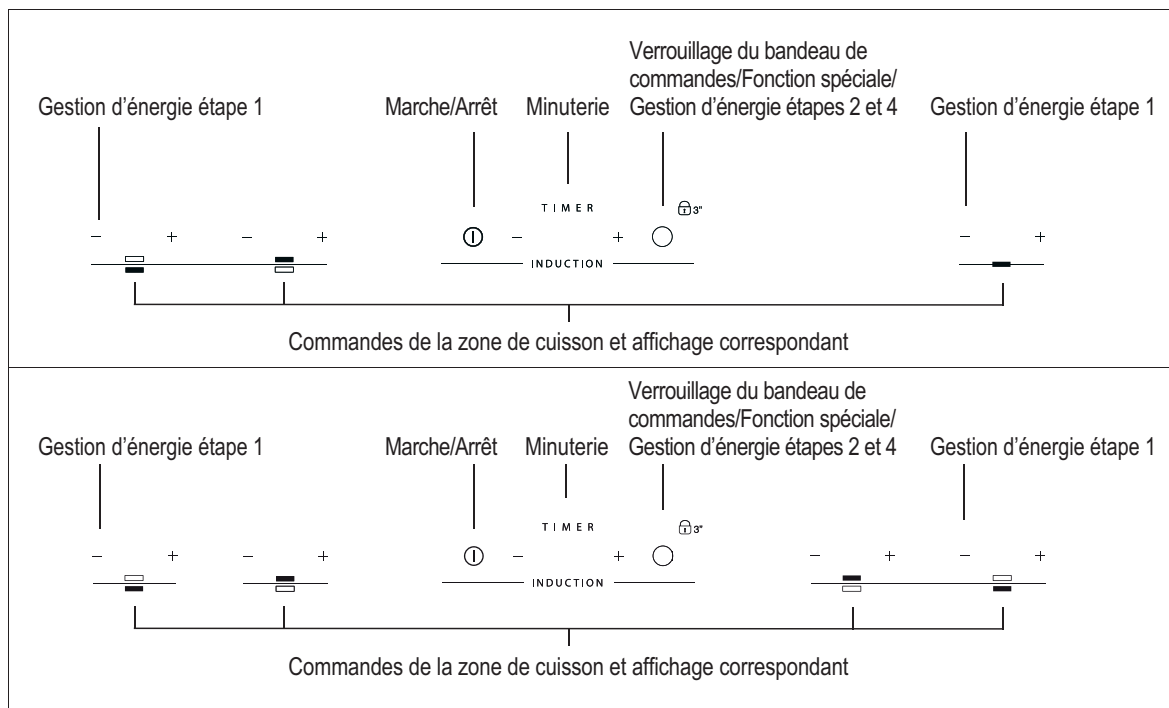 Verrouillage du bandeau de
commandes/Fonction spéciale/
Gestion d’énergie étape 1
Marche/Arrêt
Minuterie
Gestion d’énergie étapes 2 et 4
Gestion d’énergie étape 1
TIMER
3"
− + − +
− +
− +
INDUCTION
Commandes de la zone de cuisson et affichage correspondant
Verrouillage du bandeau de
commandes/Fonction spéciale/
Gestion d’énergie étape 1
Marche/Arrêt
Minuterie
Gestion d’énergie étapes 2 et 4
Gestion d’énergie étape 1
TIMER
3"
− + − +
− +
− + − +
INDUCTION
Commandes de la zone de cuisson et affichage correspondant